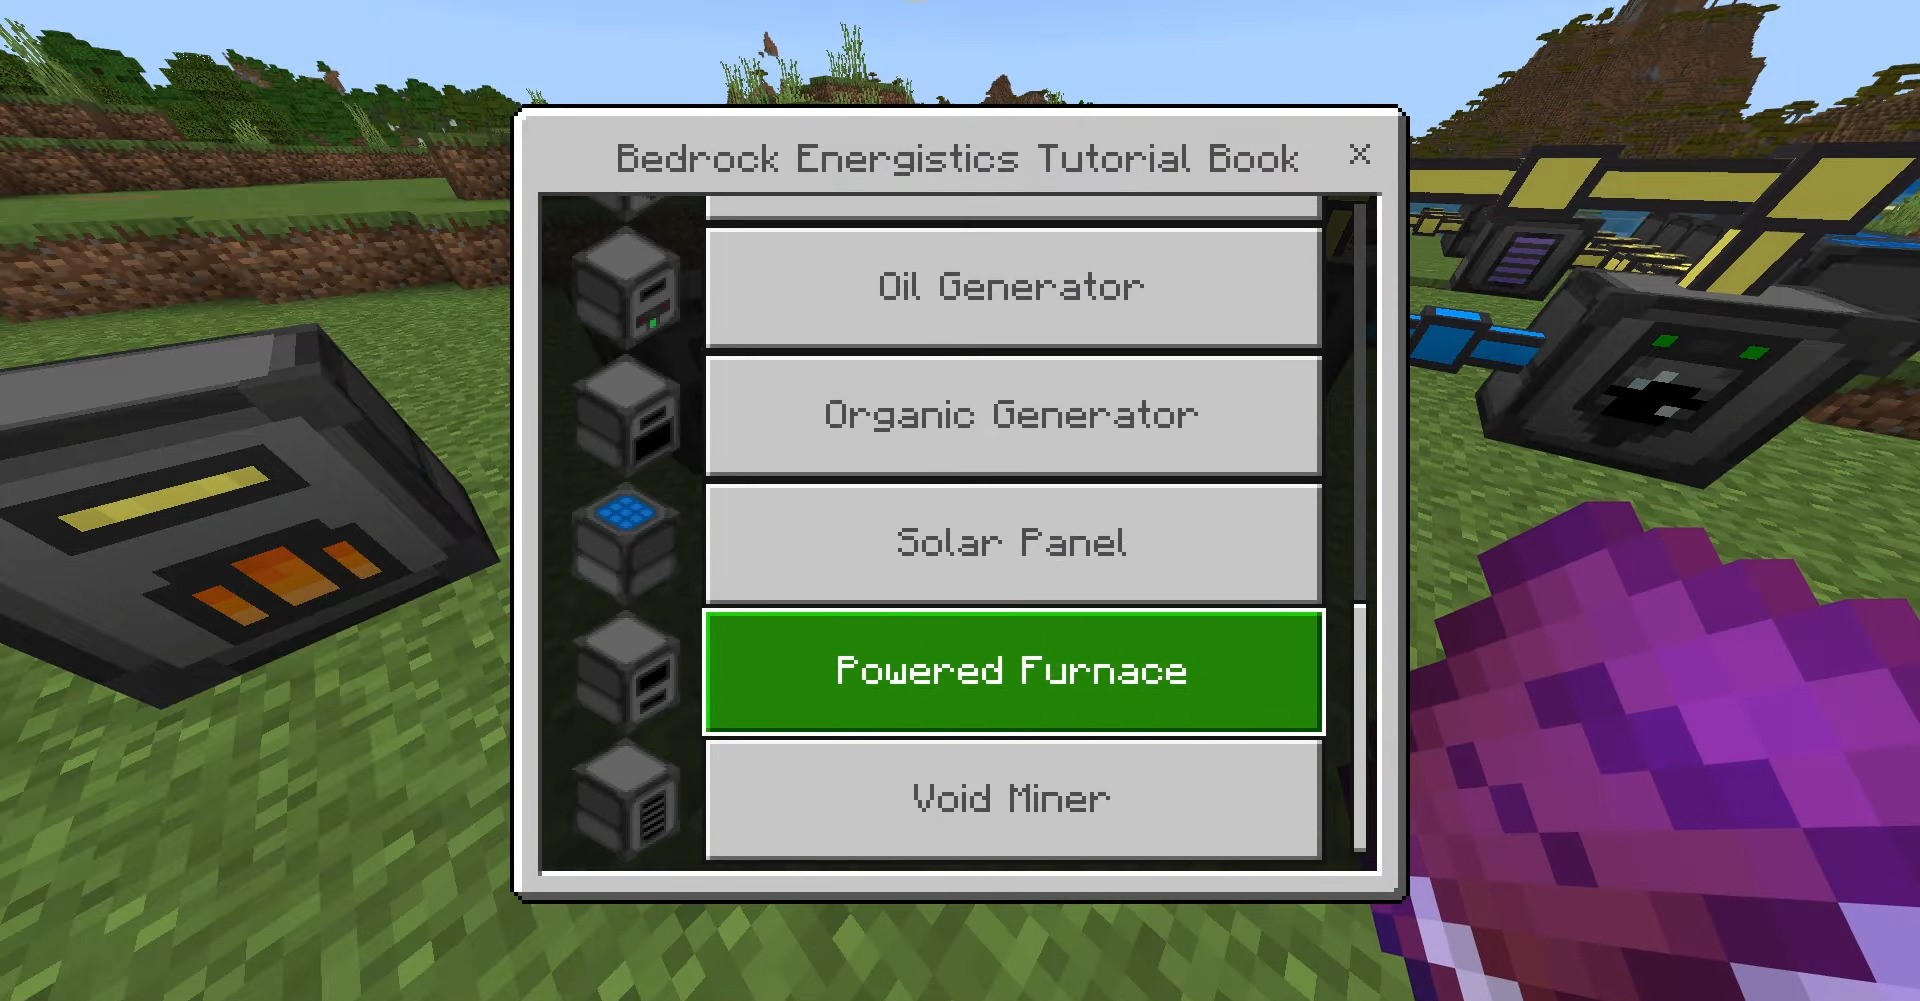 Bedrock Energistics Tutorial Book
Oil Generator
Organic Generator
Solar Panel
Powered Furnace
Void Miner